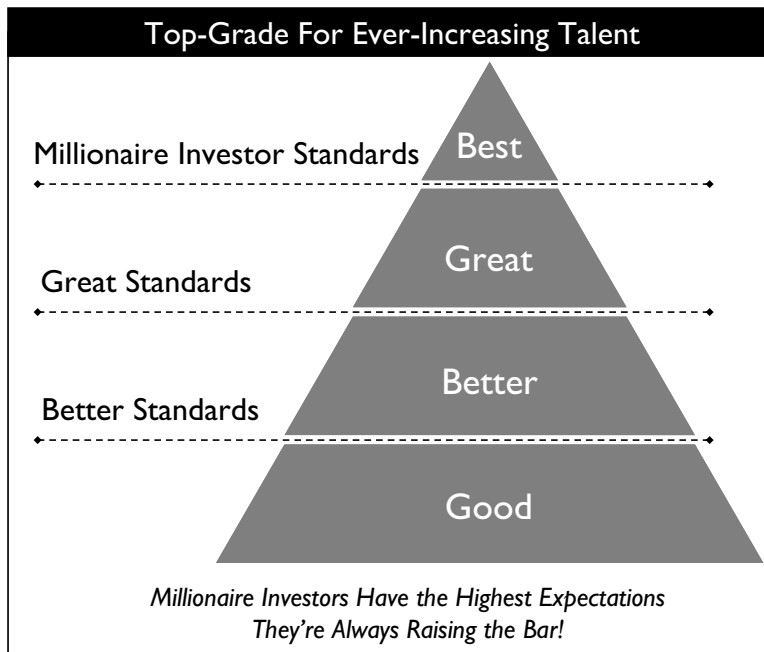 Top-Grade For Ever-Increasing Talent
Millionaire Investor Standards
Best
Great
Great Standards
Better
Better Standards
Good
Millionaire Investors Have the Highest Expectations
They're Always Raising the Bar!